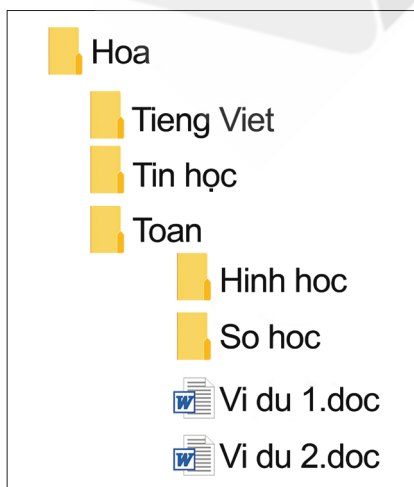 Hoa
Tieng Viet
Tin học
Toan
Hinh hoc
So hoc
Vi du 1.doc
Vi du 2.doc